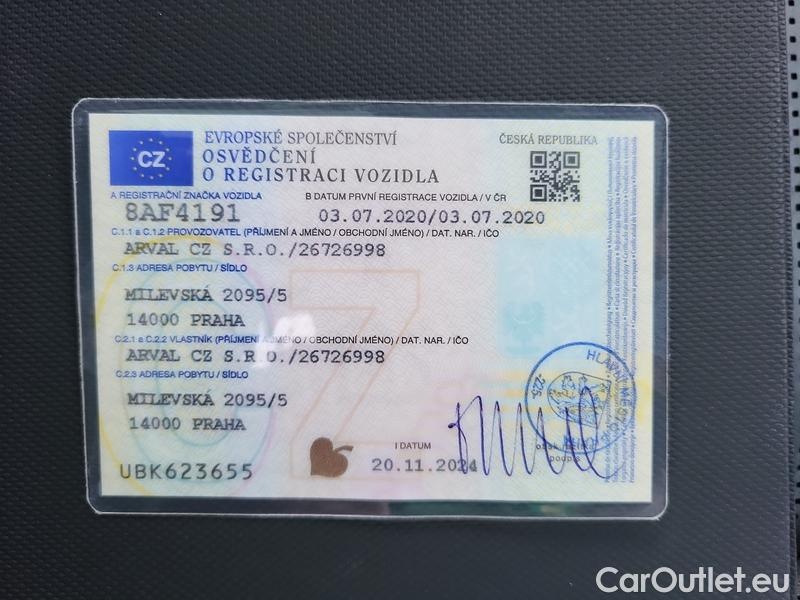 EVROPSKÉ SPOLEČENSTVÍ
ČESKÁ REPUBLIKA
CZ
OSVĚDČENÍ
O REGISTRACI VOZIDLA
A REGISTRAČNÍ ZNAČKA VOZIDLA
B DATUM PRVNÍ REGISTRACE VOZIDLA / V ČR
8AF4191
03.07.2020/03.07.2020
C.1.1 a C.1.2 PROVOZOVATEL (PŘÍJMENÍ A JMÉNO / OBCHODNÍ JMÉNO) / DAT. NAR. / IČO
ARVAL CZ S.R.O./26726998
C.1.3 ADRESA POBYTU / SÍDLO
MILEVSKÁ 2095/5
14000 PRAHA
C.2.1 a C.2.2 VLASTNÍK (PŘÍJMENÍ A JMÉNO / OBCHODNÍ JMÉNO) / DAT. NAR. / IČO
ARVAL CZ S.R.O./26726998
C.2.3 ADRESA POBYTU / SÍDLO
MILEVSKÁ 2095/5
14000 PRAHA
I DATUM
20.11.2024
podpis
UBK623655
CarOutlet.eu